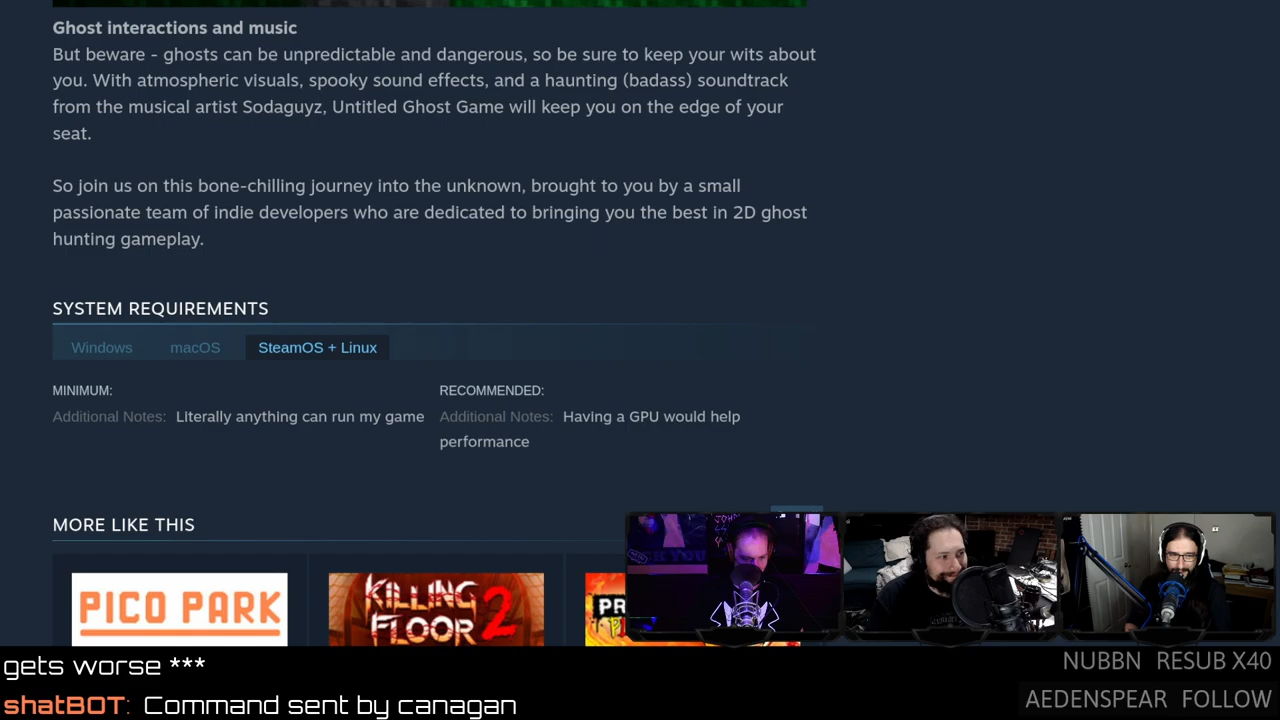 Ghost interactions and music
But beware - ghosts can be unpredictable and dangerous, so be sure to keep your wits about
you. With atmospheric visuals, spooky sound effects, and a haunting (badass) soundtrack
from the musical artist Sodaguyz, Untitled Ghost Game will keep you on the edge of your
seat.
So join us on this bone-chilling journey into the unknown, brought to you by a small
passionate team of indie developers who are dedicated to bringing you the best in 2D ghost
hunting gameplay.
SYSTEM REQUIREMENTS
Windows macOS SteamOS + Linux
MINIMUM:
Additional Notes: Literally anything can run my game
RECOMMENDED:
Additional Notes: Having a GPU would help
performance
MORE LIKE THIS
PICO PARK
KILLING
FLOOR 2
gets worse ***
shatBOT: Command sent by canagan
NUBBN RESUB X40
AEDENSPEAR FOLLOW